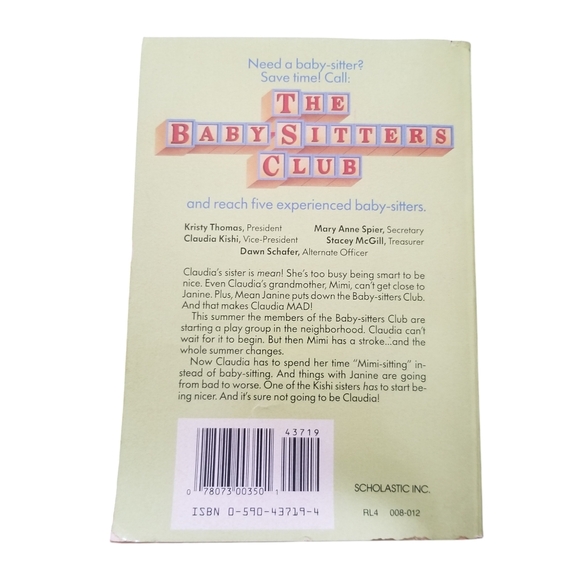 Need a baby-sitter?
Save time! Call:
THE
BABY-SITTERS
CLUB
and reach five experienced baby-sitters.
Kristy Thomas, President Mary Anne Spier, Secretary
Claudia Kishi, Vice-President Stacey McGill, Treasurer
Dawn Schafer, Alternate Officer
Claudia's sister is mean! She's too busy being smart to be
nice. Even Claudia's grandmother, Mimi, can't get close to
Janine. Plus, Mean Janine puts down the Baby-sitters Club.
And that makes Claudia MAD!
This summer the members of the Baby-sitters Club are
starting a play group in the neighborhood. Claudia can't
wait for it to begin. But then Mimi has a stroke...and the
whole summer changes.
Now Claudia has to spend her time "Mimi-sitting" in-
stead of baby-sitting. And things with Janine are going
from bad to worse. One of the Kishi sisters has to start be-
ing nicer. And it's sure not going to be Claudia!
43719
0 78073 00350 1
ISBN 0-590-43719-4
SCHOLASTIC INC.
RL4 008-012